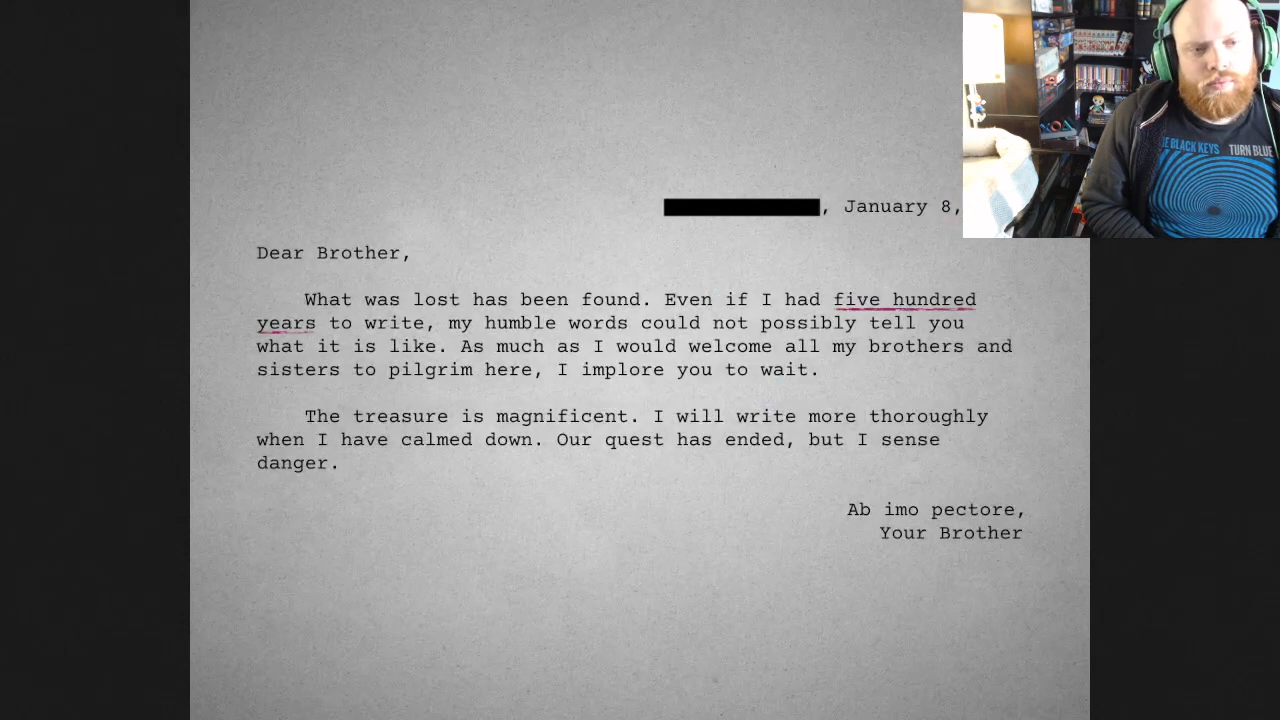 , January 8,
Dear Brother,
What was lost has been found. Even if I had five hundred
years to write, my humble words could not possibly tell you
what it is like. As much as I would welcome all my brothers and
sisters to pilgrim here, I implore you to wait.
The treasure is magnificent. I will write more thoroughly
when I have calmed down. Our quest has ended, but I sense
danger.
Ab imo pectore,
Your Brother
BLACK KEYS TURN BLUE